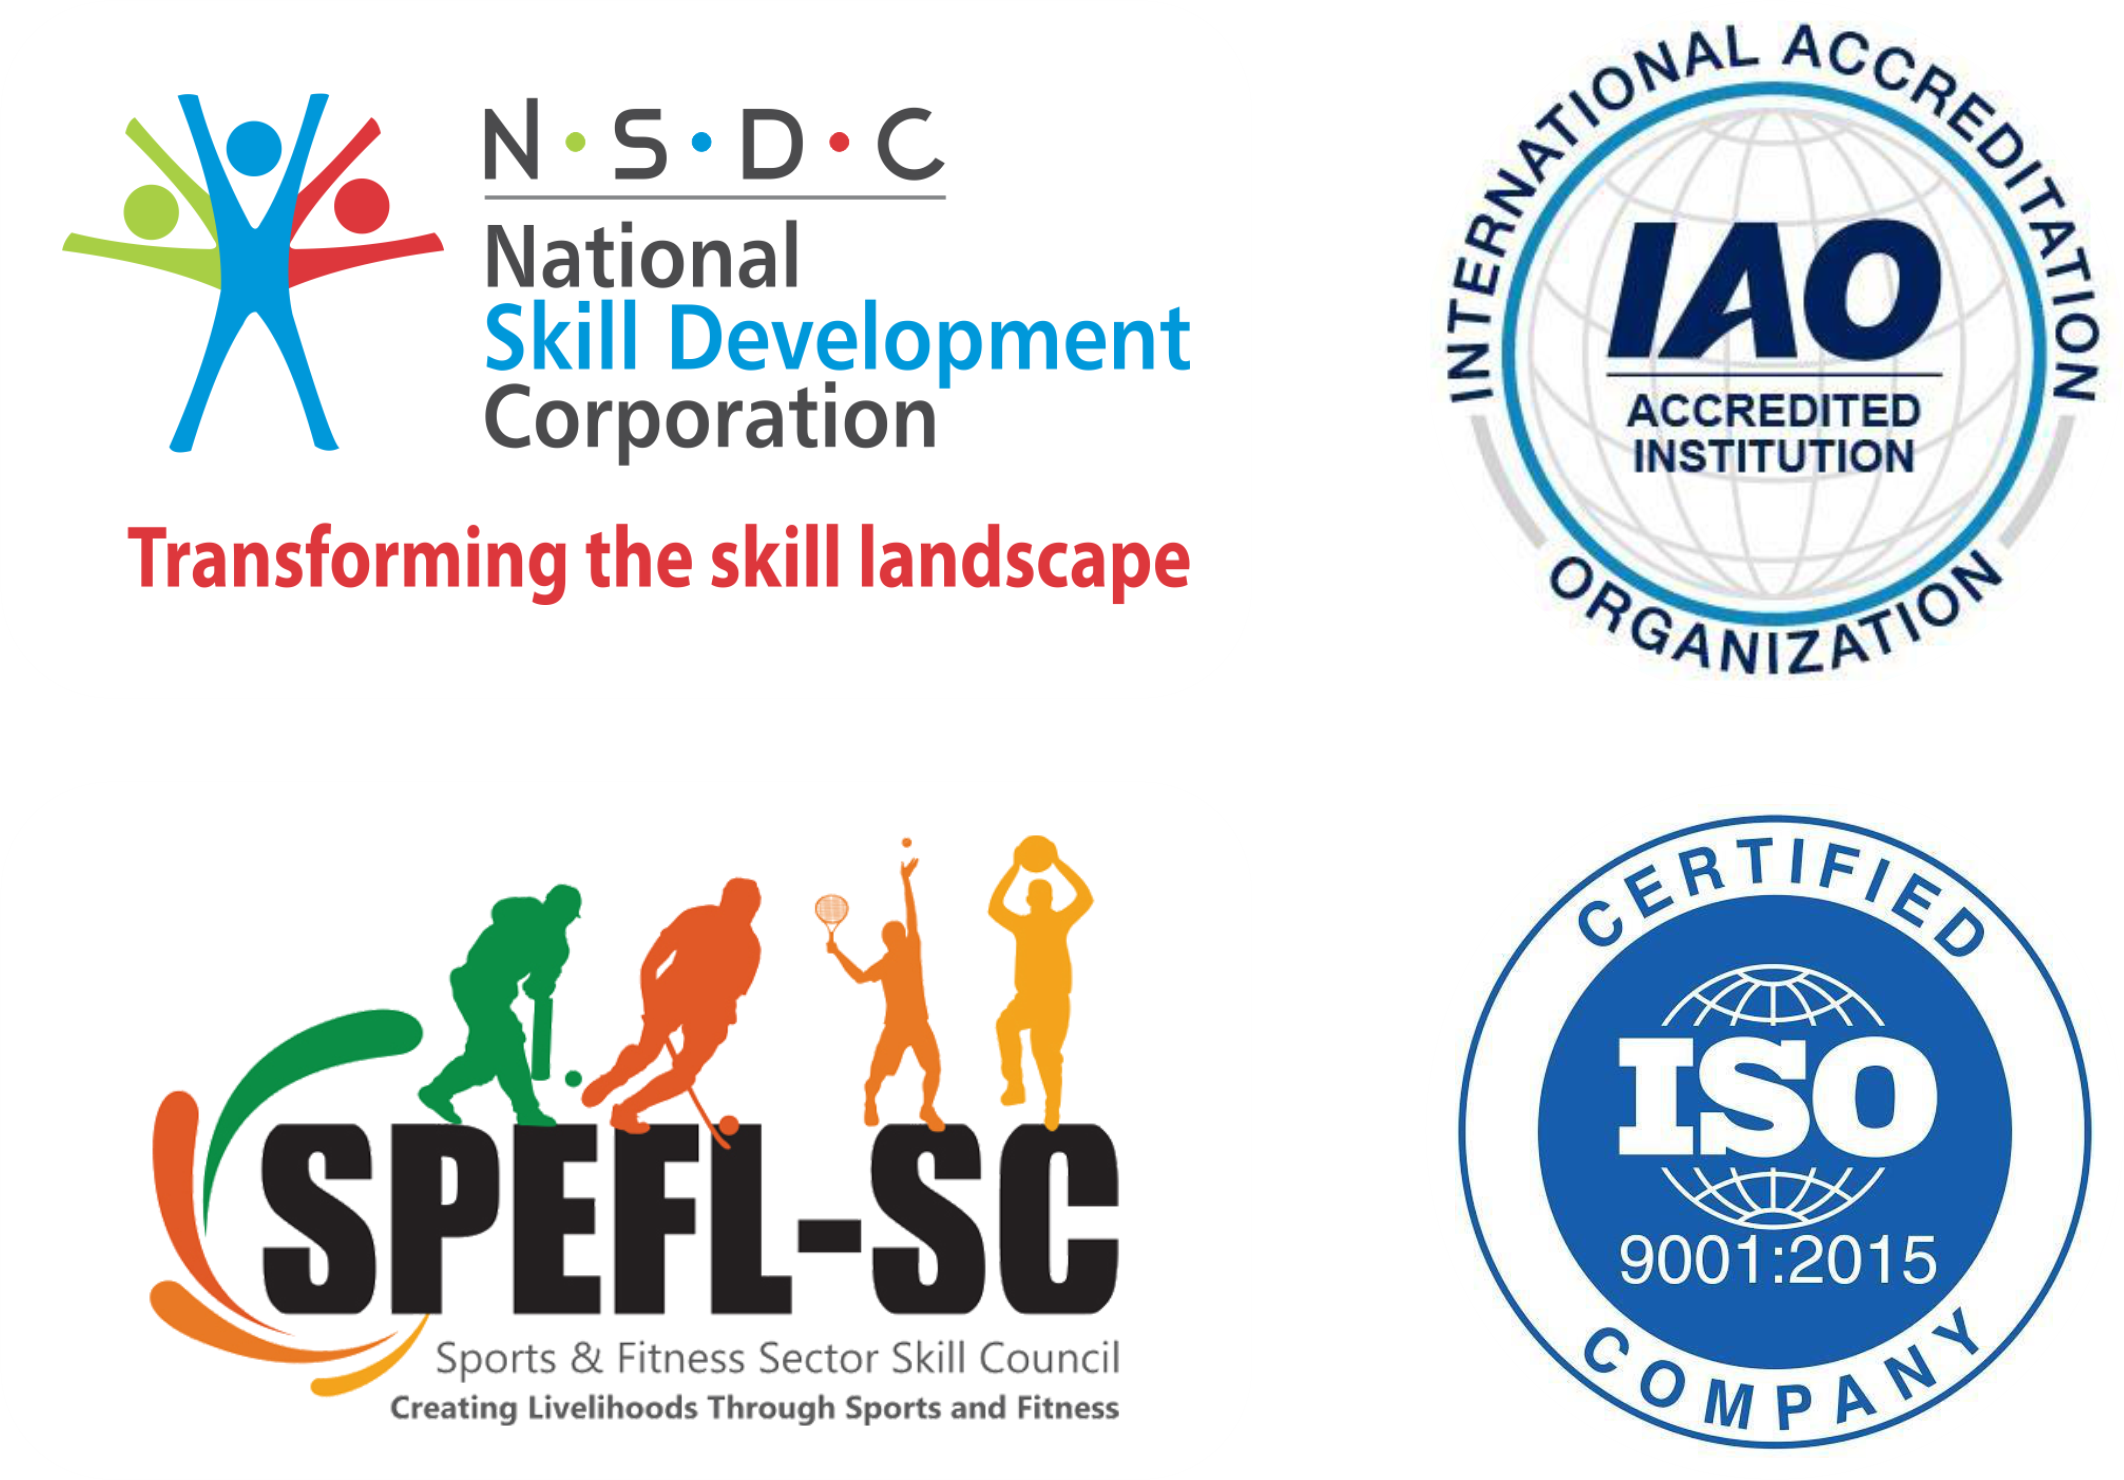 N·S·D·C
National
Skill Development
Corporation
Transforming the skill landscape
INTERNATIONAL ACCREDITATION
IAO
ACCREDITED
INSTITUTION
ORGANIZATION
SPEFL-SC
Sports & Fitness Sector Skill Council
Creating Livelihoods Through Sports and Fitness
CERTIFIED
ISO
9001:2015
COMPANY